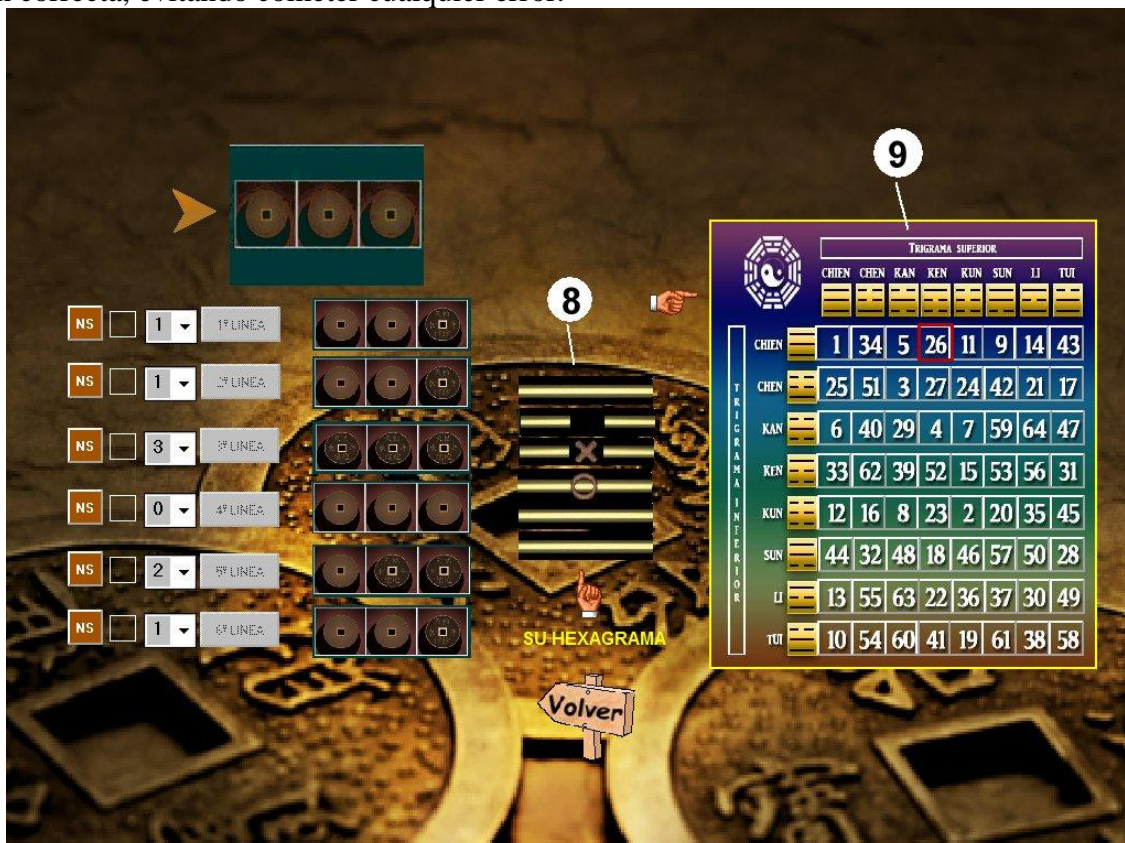 n correcta, evitando cometer cualquier error.
9
TRIGRAMA SUPERIOR
CHIEN CHEN KAN KEN KUN SUN LI TUI
8
NS 1 1ª LINEA
NS 1 2ª LINEA
NS 3 3ª LINEA
NS 0 4ª LINEA
NS 2 5ª LINEA
NS 1 6ª LINEA
TRIGRAMA INFERIOR
CHIEN 1 34 5 26 11 9 14 43
CHEN 25 51 3 27 24 42 21 17
KAN 6 40 29 4 7 59 64 47
KEN 33 62 39 52 15 53 56 31
KUN 12 16 8 23 2 20 35 45
SUN 44 32 48 18 46 57 50 28
LI 13 55 63 22 36 37 30 49
TUI 10 54 60 41 19 61 38 58
SU HEXAGRAMA
Volver